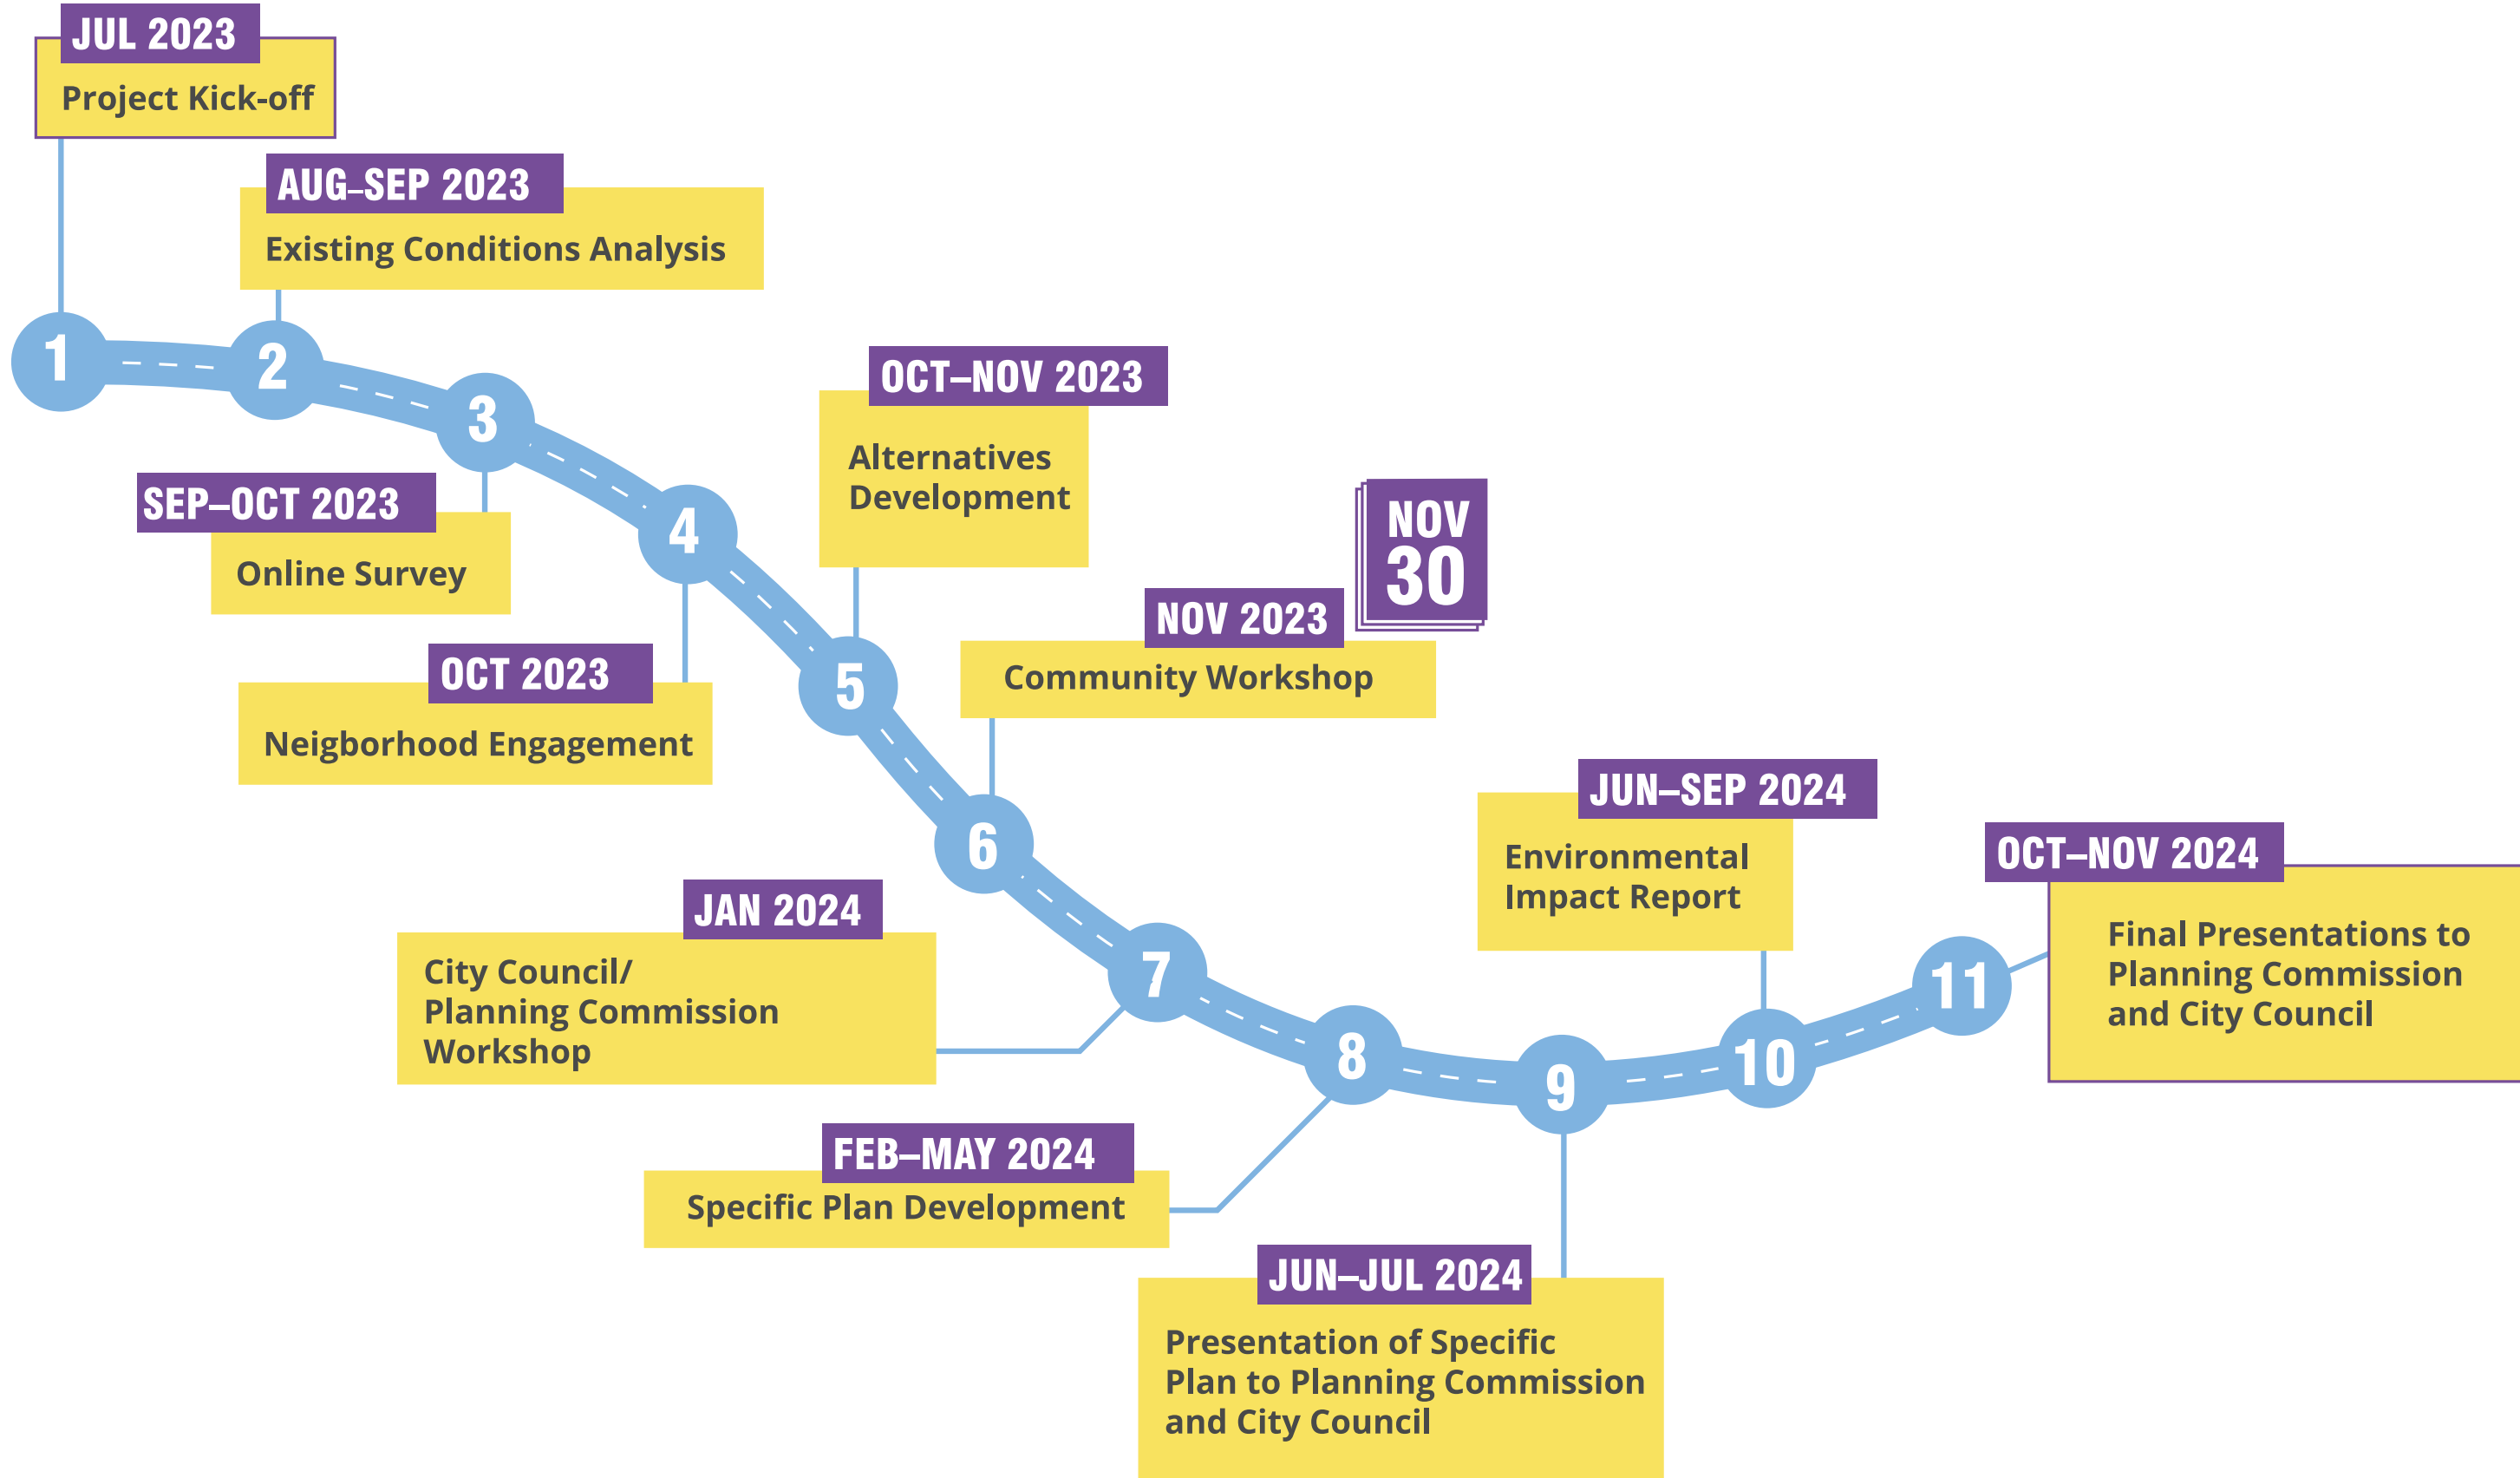 JUL 2023
Project Kick-off
AUG–SEP 2023
Existing Conditions Analysis
1
2
3
SEP–OCT 2023
Online Survey
4
OCT 2023
Neigborhood Engagement
OCT–NOV 2023
Alternatives
Development
5
NOV
30
NOV 2023
Community Workshop
6
JAN 2024
City Council/
Planning Commission
Workshop
7
FEB–MAY 2024
Specific Plan Development
8
JUN–JUL 2024
Presentation of Specific
Plan to Planning Commission
and City Council
9
JUN–SEP 2024
Environmental
Impact Report
10
OCT–NOV 2024
Final Presentations to
Planning Commission
and City Council
11